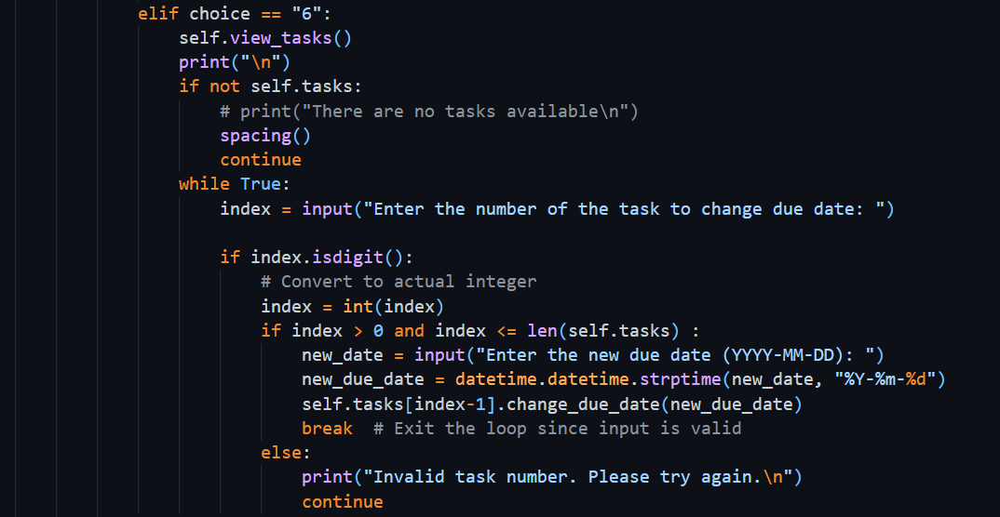 elif choice == "6":
self.view_tasks()
print("\n")
if not self.tasks:
# print("There are no tasks available\n")
spacing()
continue
while True:
index = input("Enter the number of the task to change due date: ")
if index.isdigit():
# Convert to actual integer
index = int(index)
if index > 0 and index <= len(self.tasks) :
new_date = input("Enter the new due date (YYYY-MM-DD): ")
new_due_date = datetime.datetime.strptime(new_date, "%Y-%m-%d")
self.tasks[index-1].change_due_date(new_due_date)
break  # Exit the loop since input is valid
else:
print("Invalid task number. Please try again.\n")
continue